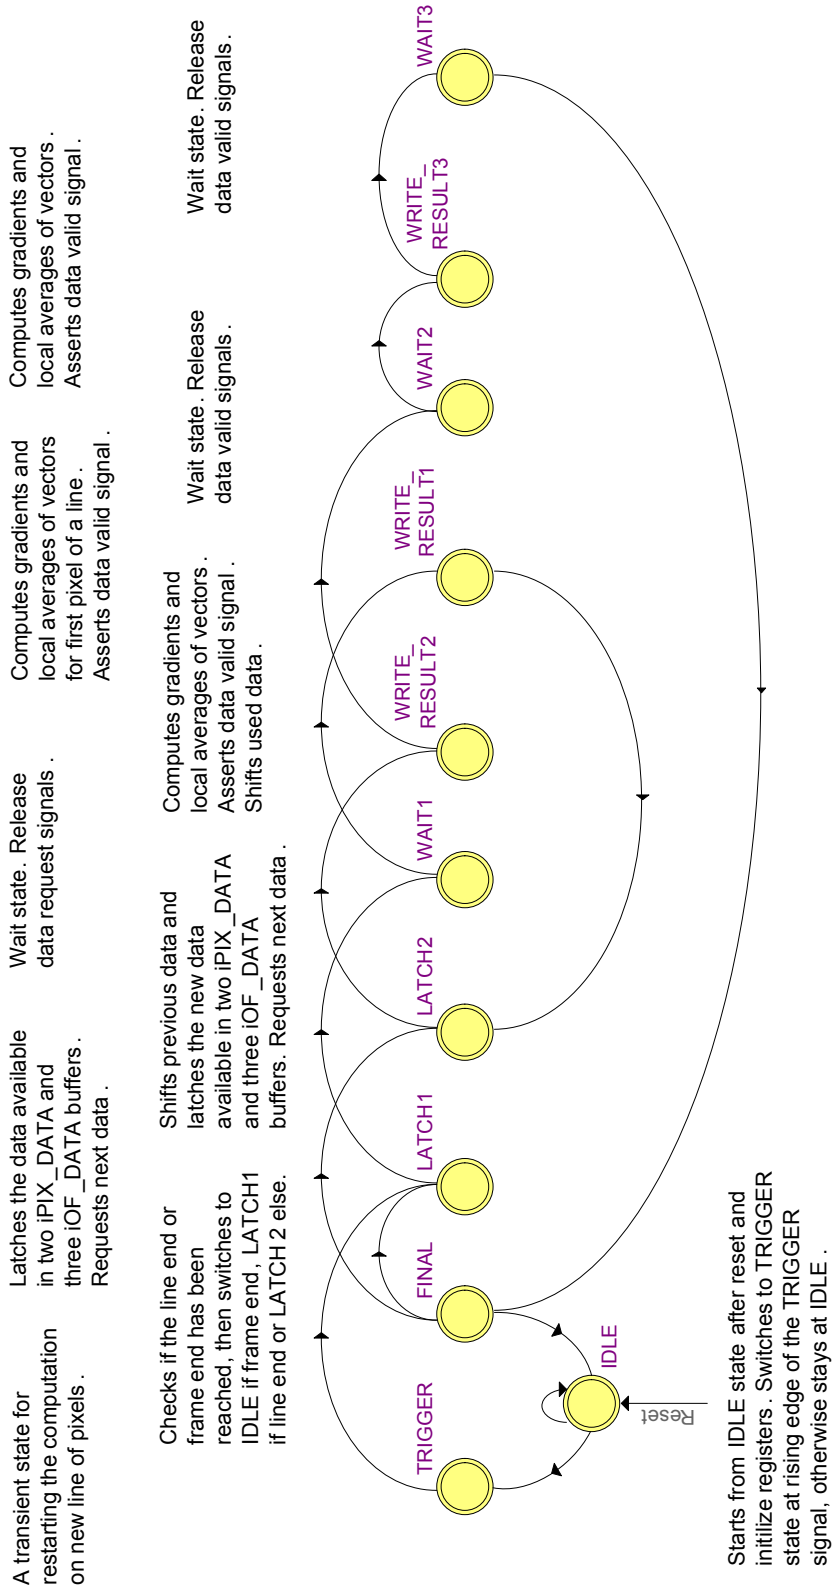 A transient state for
restarting the computation
on new line of pixels .
Latches the data available
in two iPIX_DATA and
three iOF_DATA buffers .
Requests next data .
Wait state. Release
data request signals .
Computes gradients and
local averages of vectors
for first pixel of a line .
Asserts data valid signal .
Computes gradients and
local averages of vectors .
Asserts data valid signal .
Checks if the line end or
frame end has been
reached , then switches to
IDLE if frame end, LATCH1
if line end or LATCH 2 else.
Shifts previous data and
latches the new data
available in two iPIX _DATA
and three iOF _DATA
buffers. Requests next data .
Computes gradients and
local averages of vectors .
Asserts data valid signal .
Shifts used data .
Wait state . Release
data valid signals .
Wait state . Release
data valid signals .
TRIGGER
FINAL
LATCH1
LATCH2
WAIT1
WRITE_
RESULT2
WRITE_
RESULT1
WAIT2
WRITE_
RESULT3
WAIT3
IDLE
Reset
Starts from IDLE state after reset and
initilize registers . Switches to TRIGGER
state at rising edge of the TRIGGER
signal, otherwise stays at IDLE .